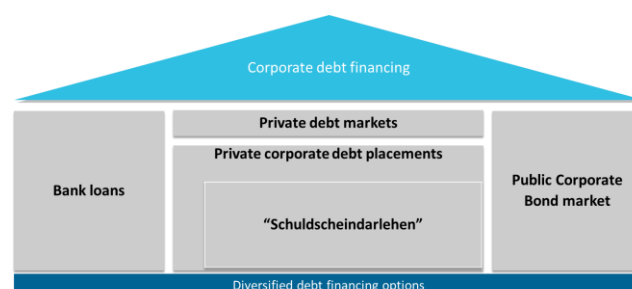 Corporate debt financing
Private debt markets
Private corporate debt placements
Bank loans
"Schuldscheindarlehen"
Public Corporate
Bond market
Diversified debt financing options